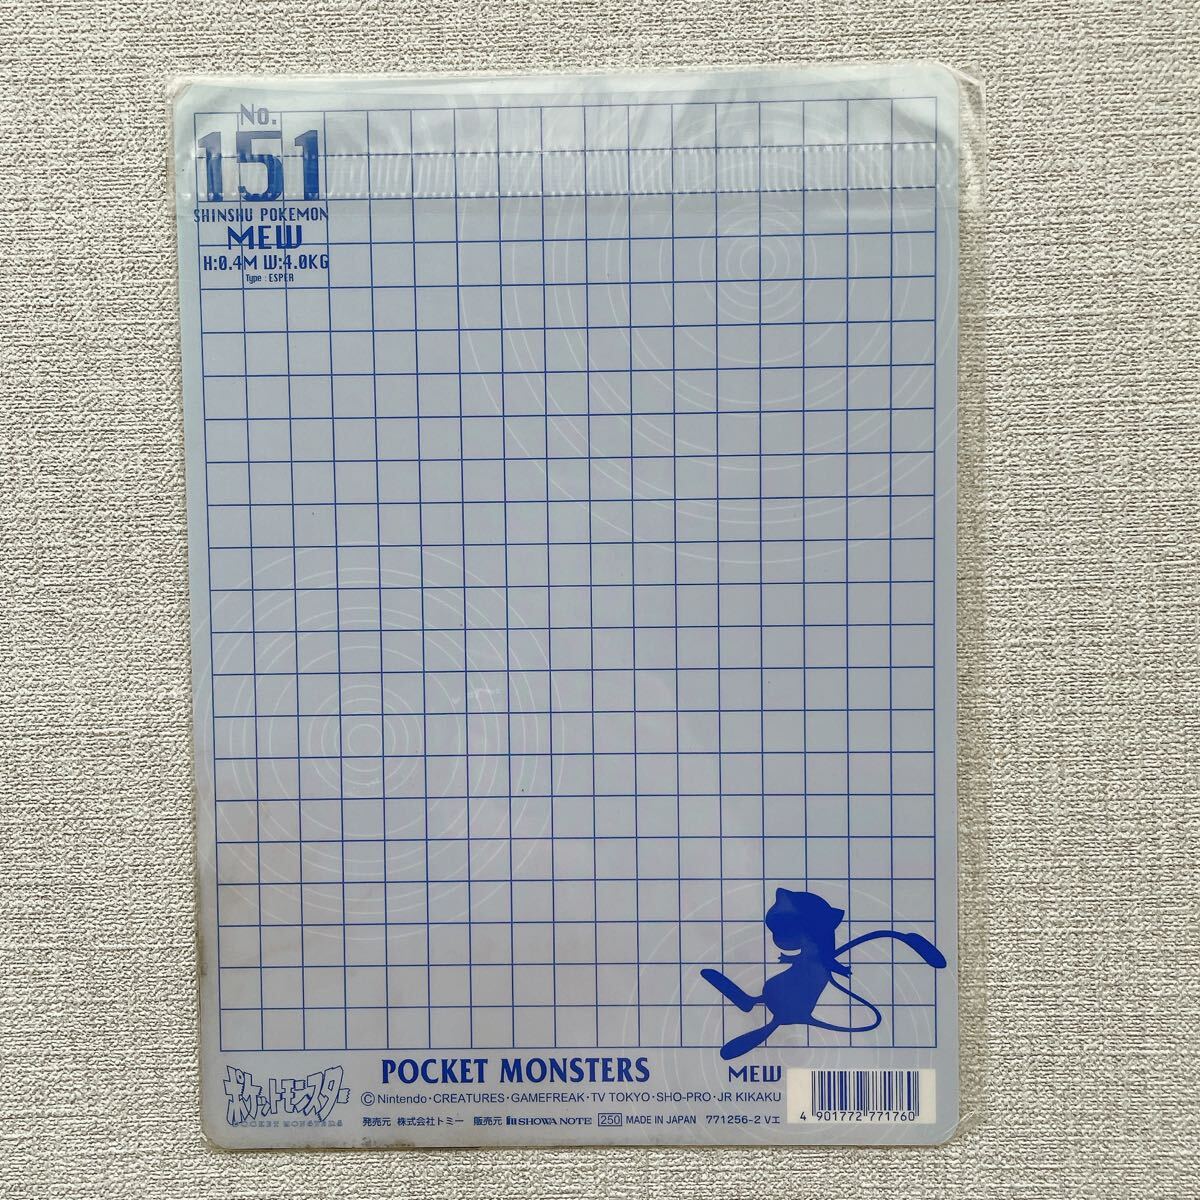 No.
151
SHINSHU POKEMON
MEW
H:0.4M W:4.0KG
Type : ESPER
ポケットモンスター
POCKET MONSTERS
POCKET MONSTERS
MEW
©Nintendo・CREATURES・GAMEFREAK・TV TOKYO・SHO-PRO・JR KIKAKU
発売元 株式会社トミー 販売元 SHOWA NOTE 250 MADE IN JAPAN 771256-2 Vエ
4 901772 771760